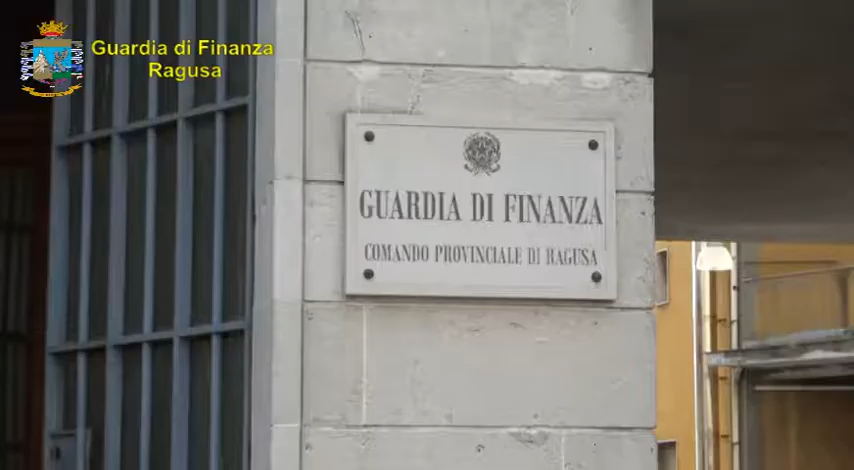 Guardia di Finanza
Ragusa
GUARDIA DI FINANZA
COMANDO PROVINCIALE DI RAGUSA